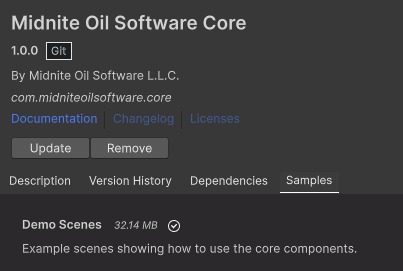 Midnite Oil Software Core
1.0.0 Git
By Midnite Oil Software L.L.C.
com.midniteoilsoftware.core
Documentation Changelog Licenses
Update Remove
Description Version History Dependencies Samples
Demo Scenes 32.14 MB
Example scenes showing how to use the core components.